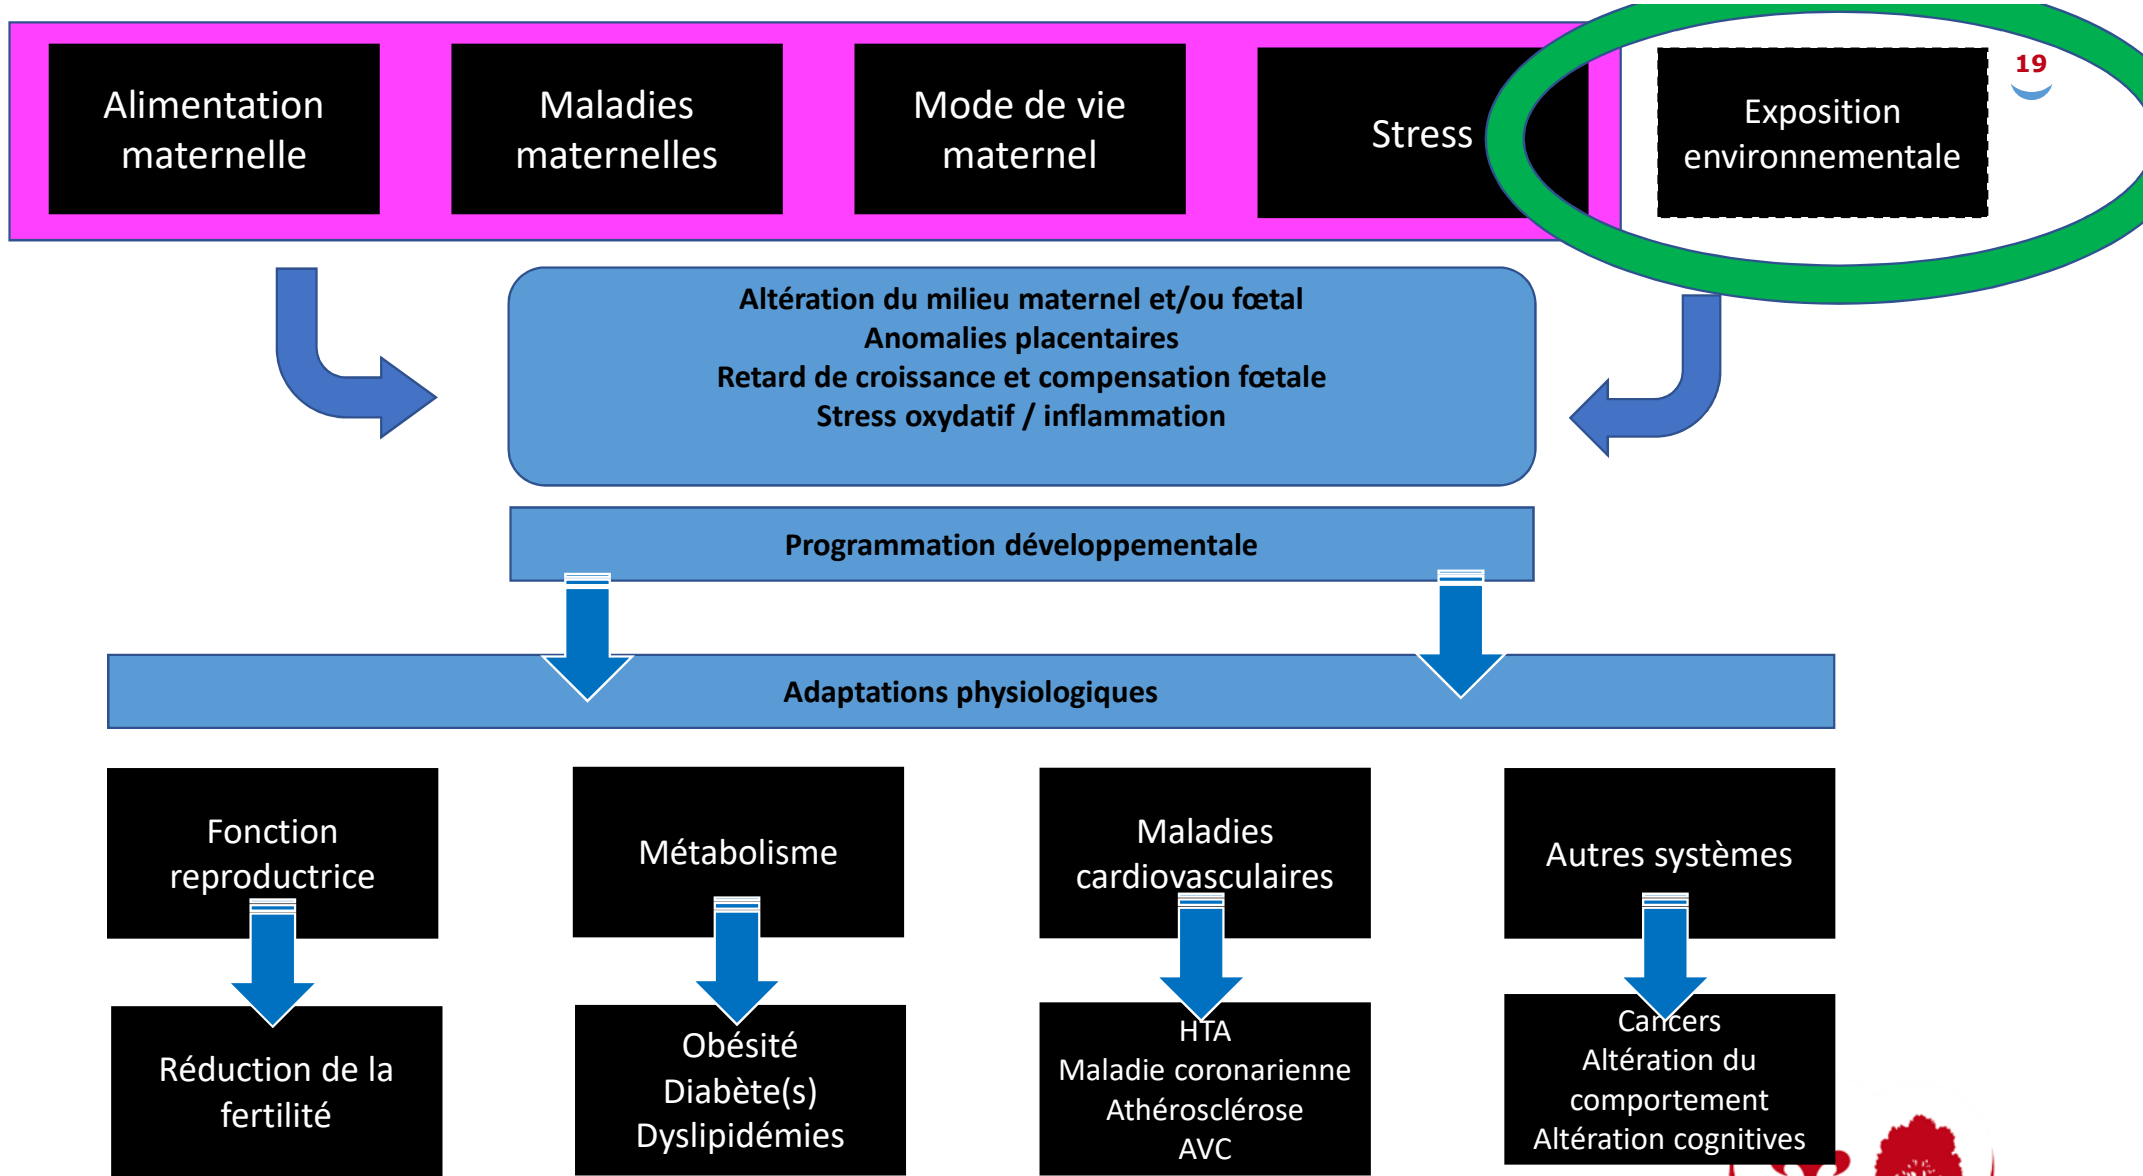 Alimentation
maternelle
Maladies
maternelles
Mode de vie
maternel
Stress
Exposition
environnementale
19
Altération du milieu maternel et/ou fœtal
Anomalies placentaires
Retard de croissance et compensation fœtale
Stress oxydatif / inflammation
Programmation développementale
Adaptations physiologiques
Fonction
reproductrice
Métabolisme
Maladies
cardiovasculaires
Autres systèmes
Réduction de la
fertilité
Obésité
Diabète(s)
Dyslipidémies
HTA
Maladie coronarienne
Athérosclérose
AVC
Cancers
Altération du
comportement
Altération cognitives